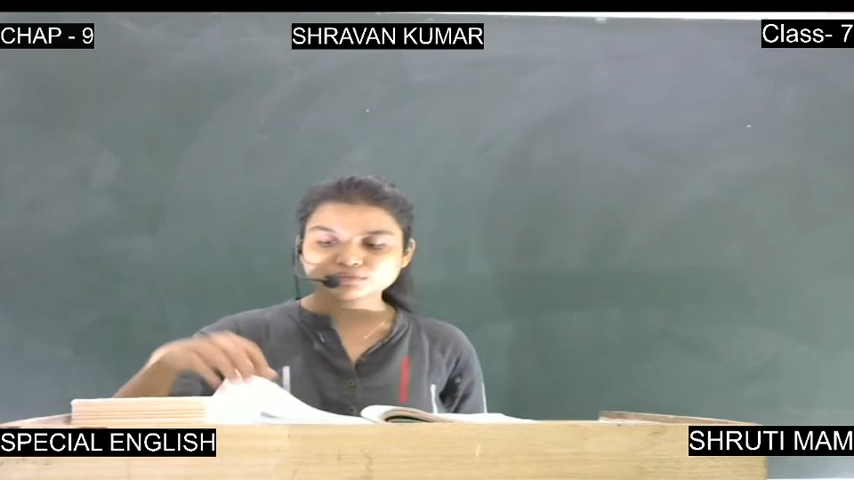 CHAP - 9
SHRAVAN KUMAR
Class- 7
SPECIAL ENGLISH
SHRUTI MAM